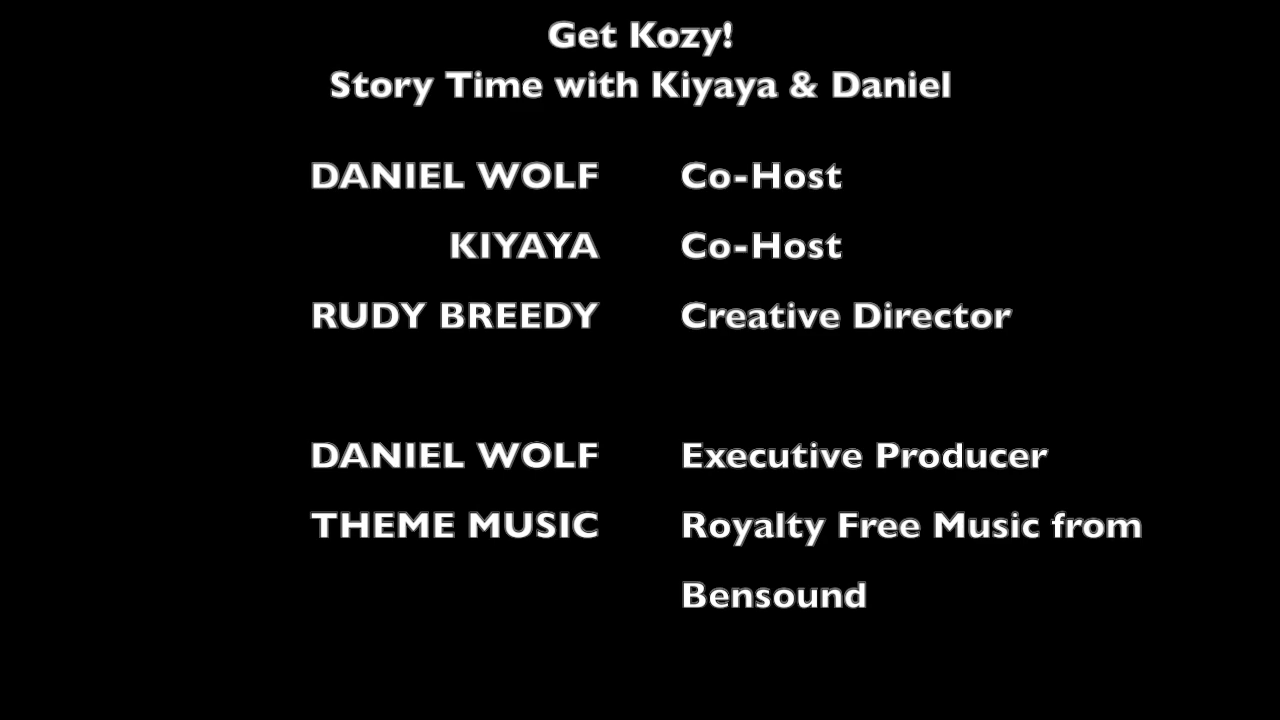 Get Kozy!
Story Time with Kiyaya & Daniel
DANIEL WOLF Co-Host
KIYAYA Co-Host
RUDY BREEDY Creative Director
DANIEL WOLF Executive Producer
THEME MUSIC Royalty Free Music from
Bensound